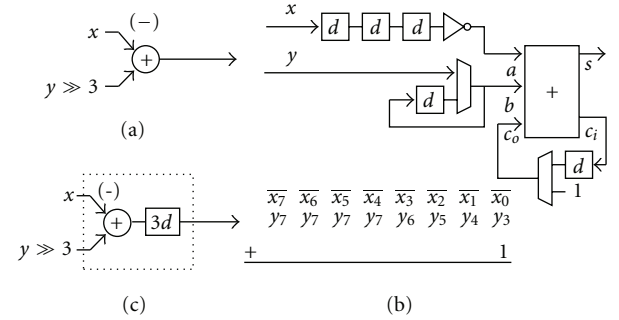 x
(−)
+
y ≫ 3
(a)
x
d d d
y
d
a
b
c_o
+
s
c_i
d
1
x
(-)
+
3d
y ≫ 3
(c)
x̅₇ x̅₆ x̅₅ x̅₄ x̅₃ x̅₂ x̅₁ x̅₀
y₇ y₇ y₇ y₇ y₆ y₅ y₄ y₃
+ 1
(b)